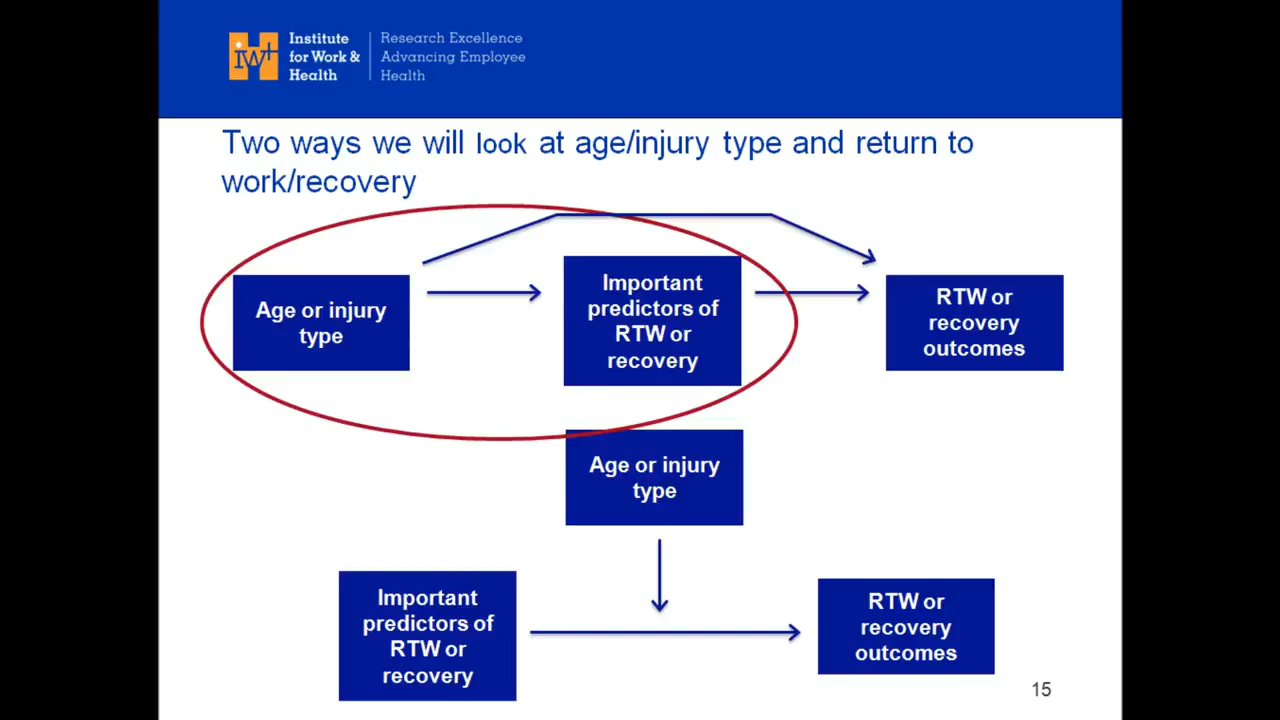 Institute
for Work &
Health
Research Excellence
Advancing Employee
Health
iw+
Two ways we will look at age/injury type and return to
work/recovery
Age or injury
type
Important
predictors of
RTW or
recovery
RTW or
recovery
outcomes
Age or injury
type
Important
predictors of
RTW or
recovery
RTW or
recovery
outcomes
15